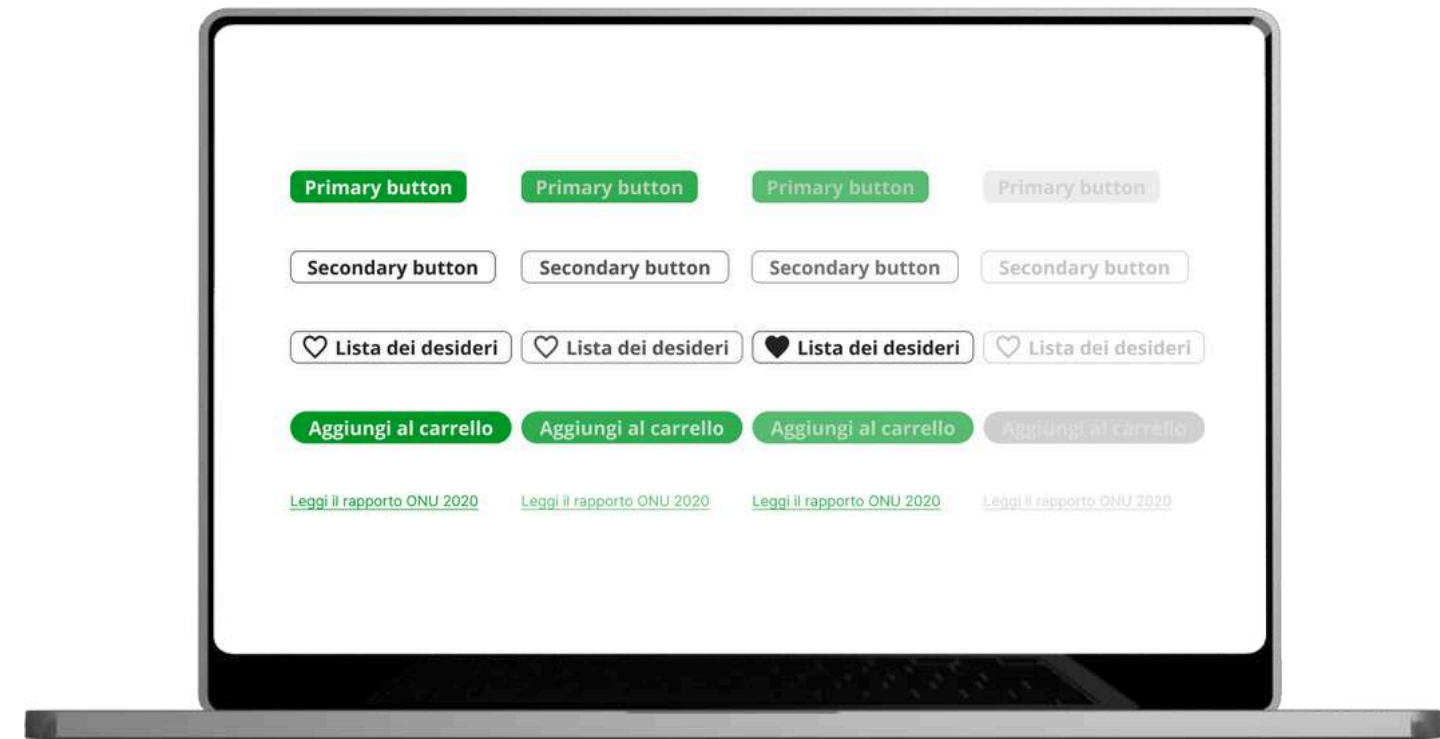 Primary button Primary button Primary button Primary button
Secondary button Secondary button Secondary button Secondary button
Lista dei desideri Lista dei desideri Lista dei desideri Lista dei desideri
Aggiungi al carrello Aggiungi al carrello Aggiungi al carrello Aggiungi al carrello
Leggi il rapporto ONU 2020 Leggi il rapporto ONU 2020 Leggi il rapporto ONU 2020 Leggi il rapporto ONU 2020